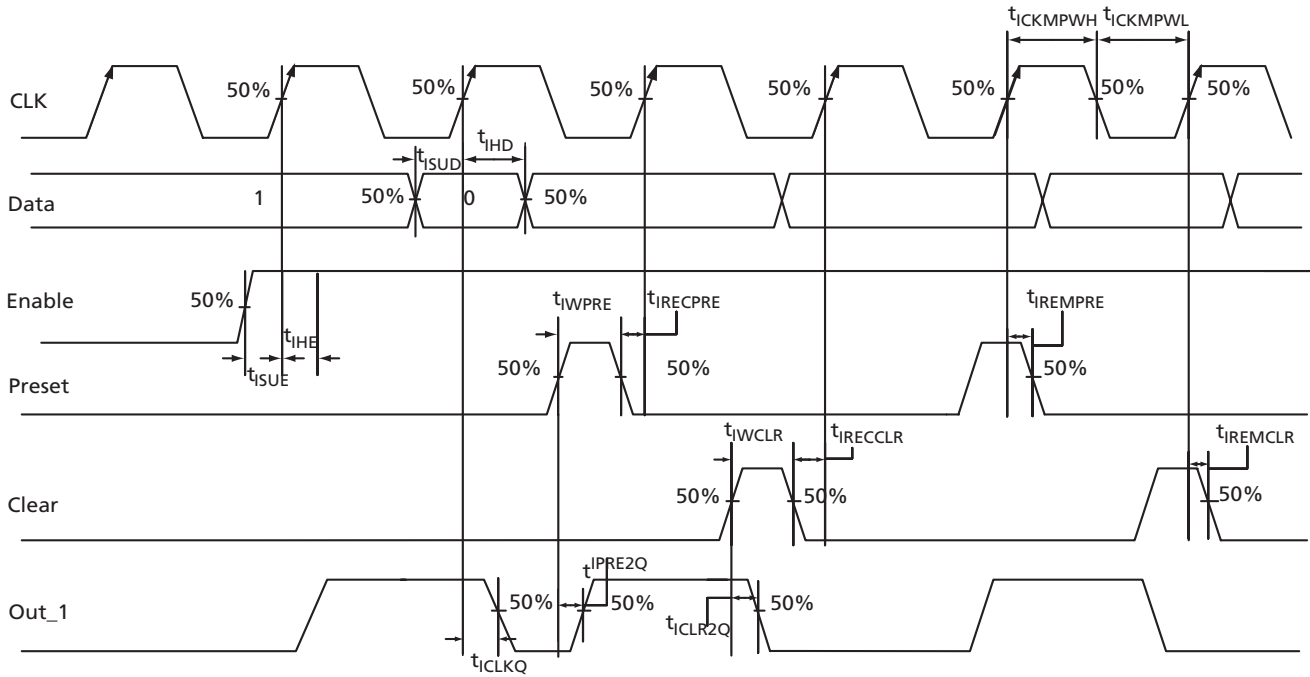 tICKMPWH tICKMPWL
CLK 50% 50% 50% 50% 50% 50% 50%
tISUD tIHD
Data 1 50% 0 50%
Enable 50% tIHE tIWPRE tIRECPRE tIREMPRE
tISUE
Preset 50% 50% 50%
tIWCLR tIRECCLR tIREMCLR
Clear 50% 50% 50%
tIPRE2Q
Out_1 50% 50% 50%
tICLKQ tICLR2Q